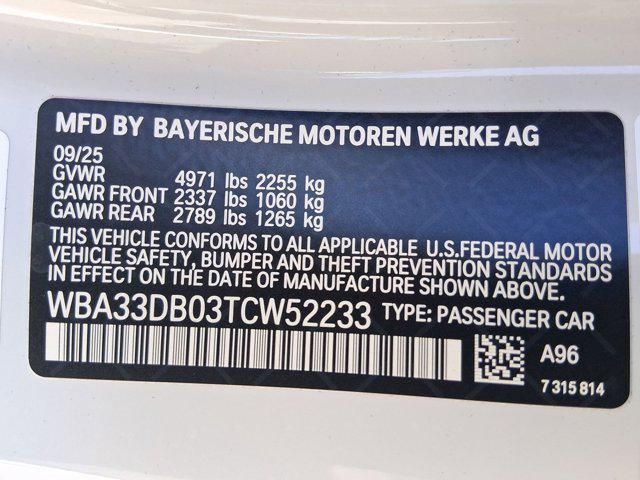 MFD BY BAYERISCHE MOTOREN WERKE AG
09/25
GVWR 4971 lbs 2255 kg
GAWR FRONT 2337 lbs 1060 kg
GAWR REAR 2789 lbs 1265 kg
THIS VEHICLE CONFORMS TO ALL APPLICABLE U.S.FEDERAL MOTOR
VEHICLE SAFETY, BUMPER AND THEFT PREVENTION STANDARDS
IN EFFECT ON THE DATE OF MANUFACTURE SHOWN ABOVE.
WBA33DB03TCW52233 TYPE: PASSENGER CAR
A96
7 315 814